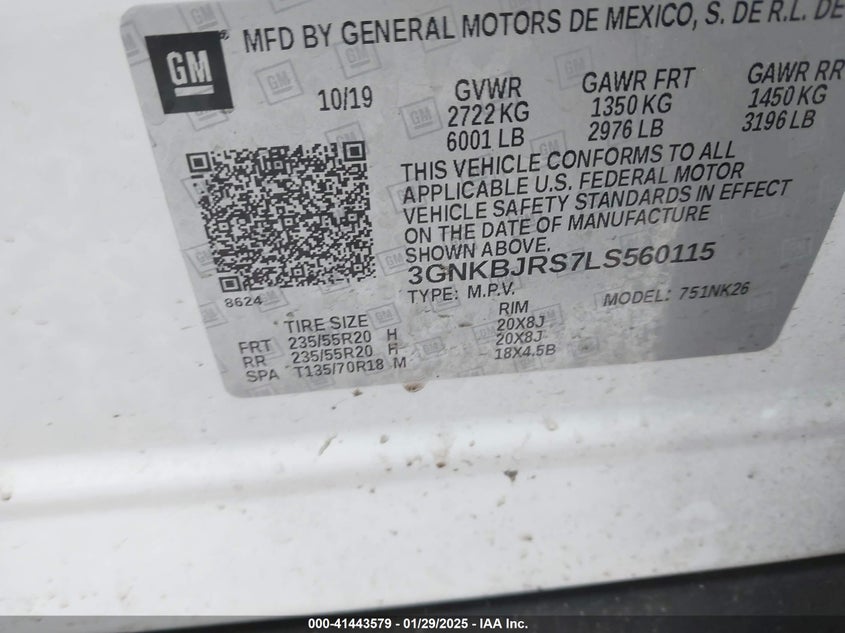 GM MFD BY GENERAL MOTORS DE MEXICO, S. DE R.L. DE
10/19 GVWR GAWR FRT GAWR RR
2722 KG 1350 KG 1450 KG
6001 LB 2976 LB 3196 LB
THIS VEHICLE CONFORMS TO ALL
APPLICABLE U.S. FEDERAL MOTOR
VEHICLE SAFETY STANDARDS IN EFFECT
ON THE DATE OF MANUFACTURE
SHOWN ABOVE.
3GNKBJRS7LS560115
TYPE: M.P.V. MODEL: 751NK26
8624
TIRE SIZE RIM
FRT 235/55R20 H 20X8J
RR 235/55R20 H 20X8J
SPA T135/70R18 M 18X4.5B
000-41443579 - 01/29/2025 - IAA Inc.